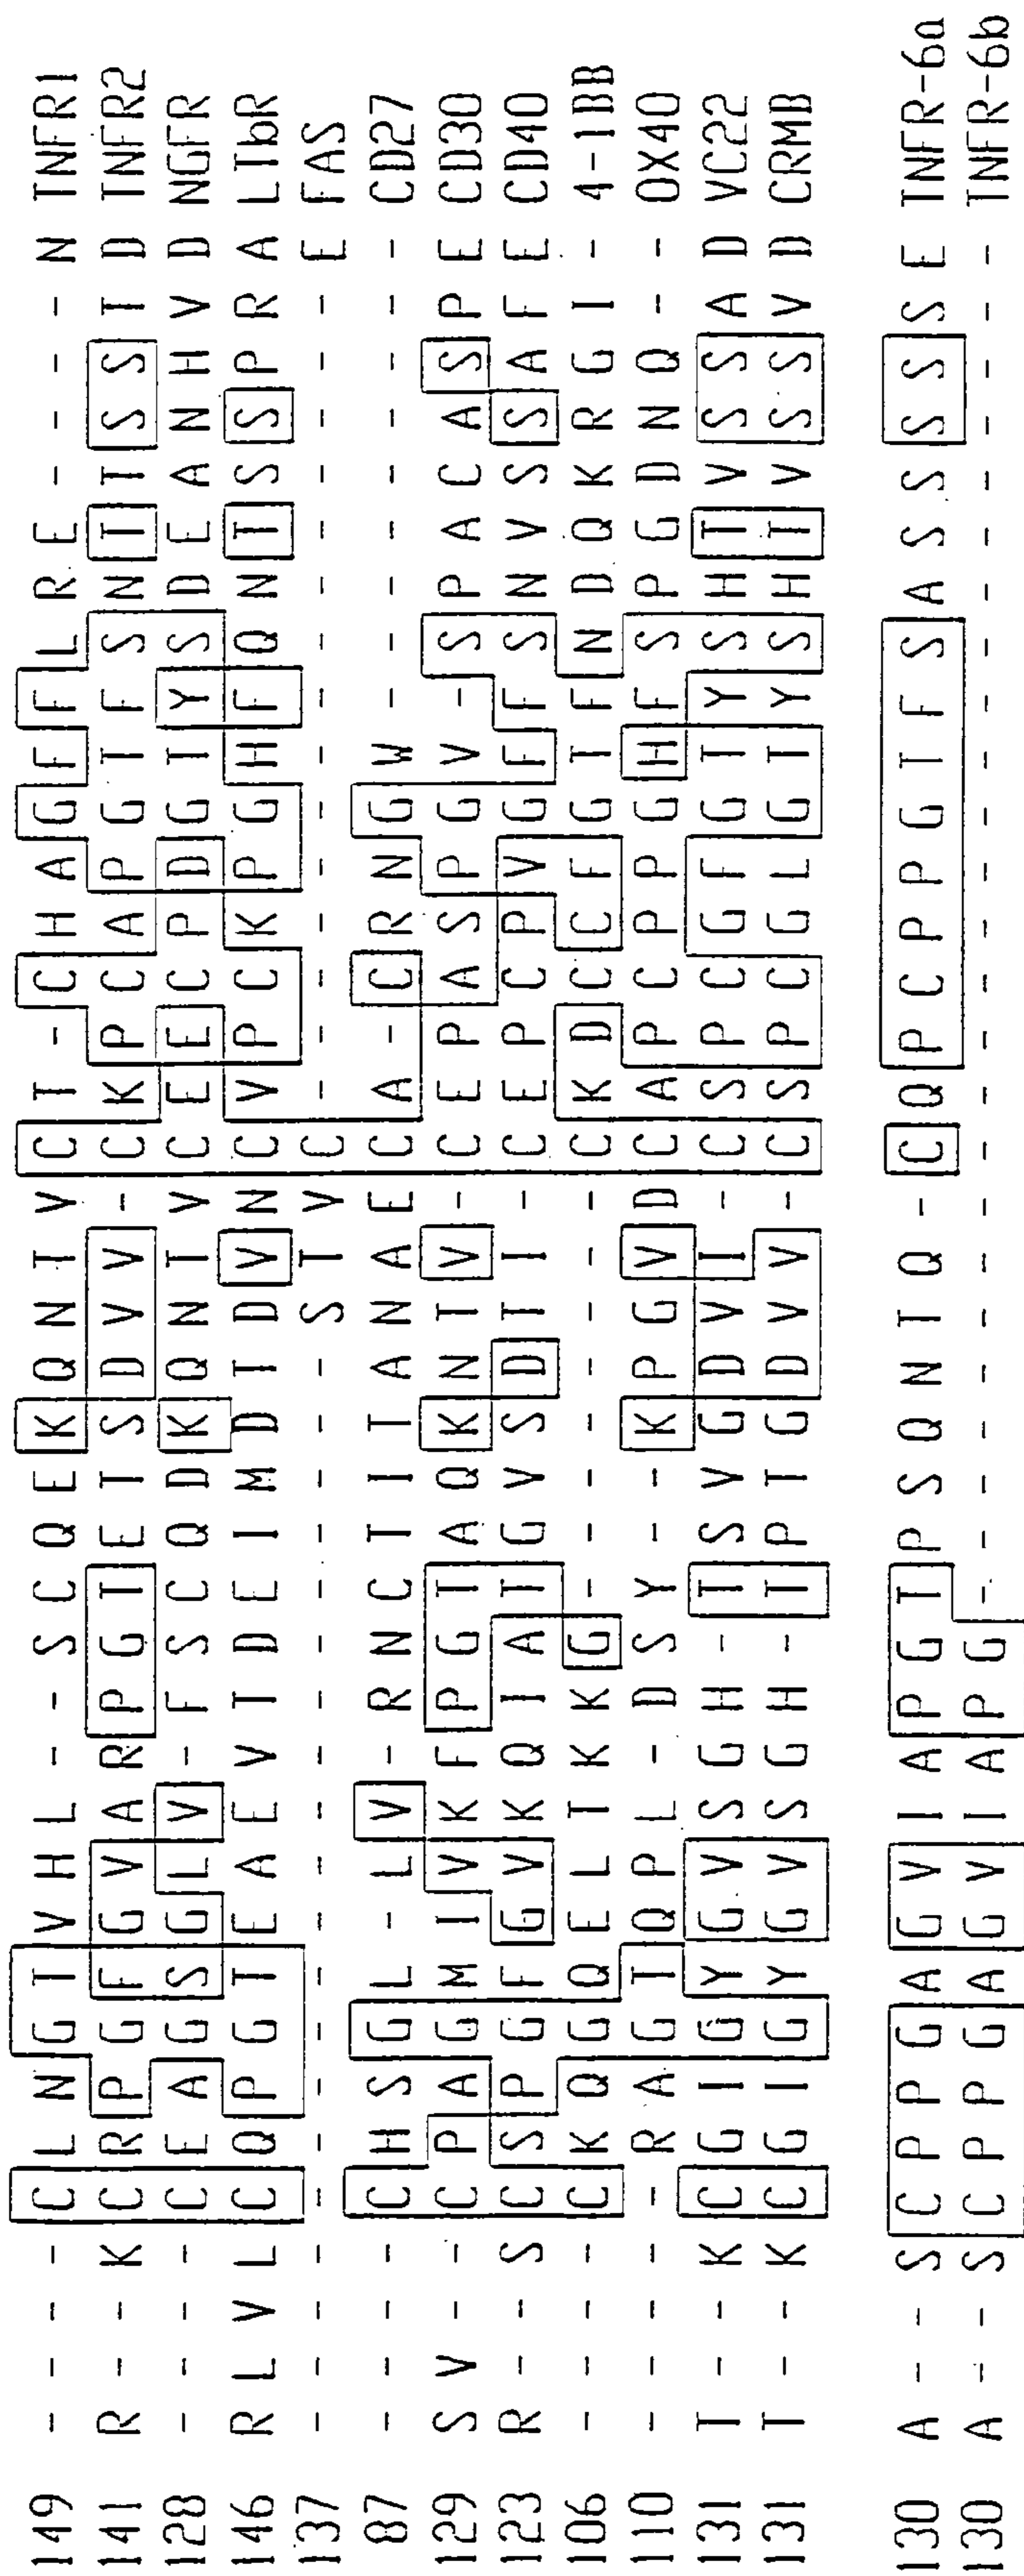 149 - - - - C L N G T V H L - - S C Q E K Q N T V C T - C H A G F F L R E - - - - N TNFR1
141 R - - K C R P G F G V A R P G T E T S D V V - C K P C A P G T F S N T T S S T D TNFR2
128 - - - - C E A G S G L V - F S C Q D K Q N T V C E E C P D G T Y S D E A N H V D NGFR
146 R L V L C Q P G T E A E V T D E I M D T D V N C V P C K P G H F Q N T S S P R A LTbR
137 - - - - - - - - - - - - - - - - - - - - S T V C - - - - - - - - - - - - - - - E FAS
87 - - - - C H S G L - L V - R N C T I T A N A E C A - C R N G W - - - - - - - - - CD27
129 S V - - C P A G M I V K F P G T A Q K N T V - C E P A S P G V - S P A C A S P E CD30
123 R - - S C S P G F G V K Q I A T G V S D T I - C E P C P V G F F S N V S S A F E CD40
106 - - - - C K Q G Q E L T K K G - - - - - - - - C K D C C F G T F N D Q K R G I - 4-1BB
110 - - - - - R A G T Q P L - D S Y - - K P G V D C A P C P P G H F S P G D N Q - - OX40
131 T - - K C G I G Y G V S G H - T S V G D V I - C S P C G F G T Y S H T V S S A D VC22
131 T - - K C G I G Y G V S G H - T P T G D V V - C S P C G L G T Y S H T V S S V D CRMB
130 A - - S C P P G A G V I A P G T P S Q N T Q - C Q P C P P G T F S A S S S S S E TNFR-6a
130 A - - S C P P G A G V I A P G - - - - - - - - - - - - - - - - - - - - - - - - - TNFR-6b